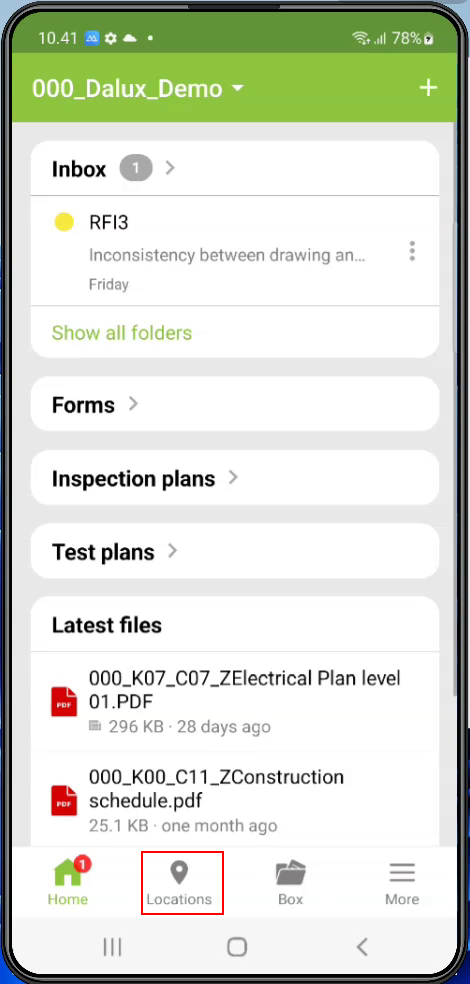 10.41
78%
000_Dalux_Demo
Inbox 1
RFI3
Inconsistency between drawing an...
Friday
Show all folders
Forms
Inspection plans
Test plans
Latest files
000_K07_C07_ZElectrical Plan level
01.PDF
PDF
296 KB · 28 days ago
000_K00_C11_ZConstruction
schedule.pdf
PDF
25.1 KB · one month ago
1
Home
Locations
Box
More